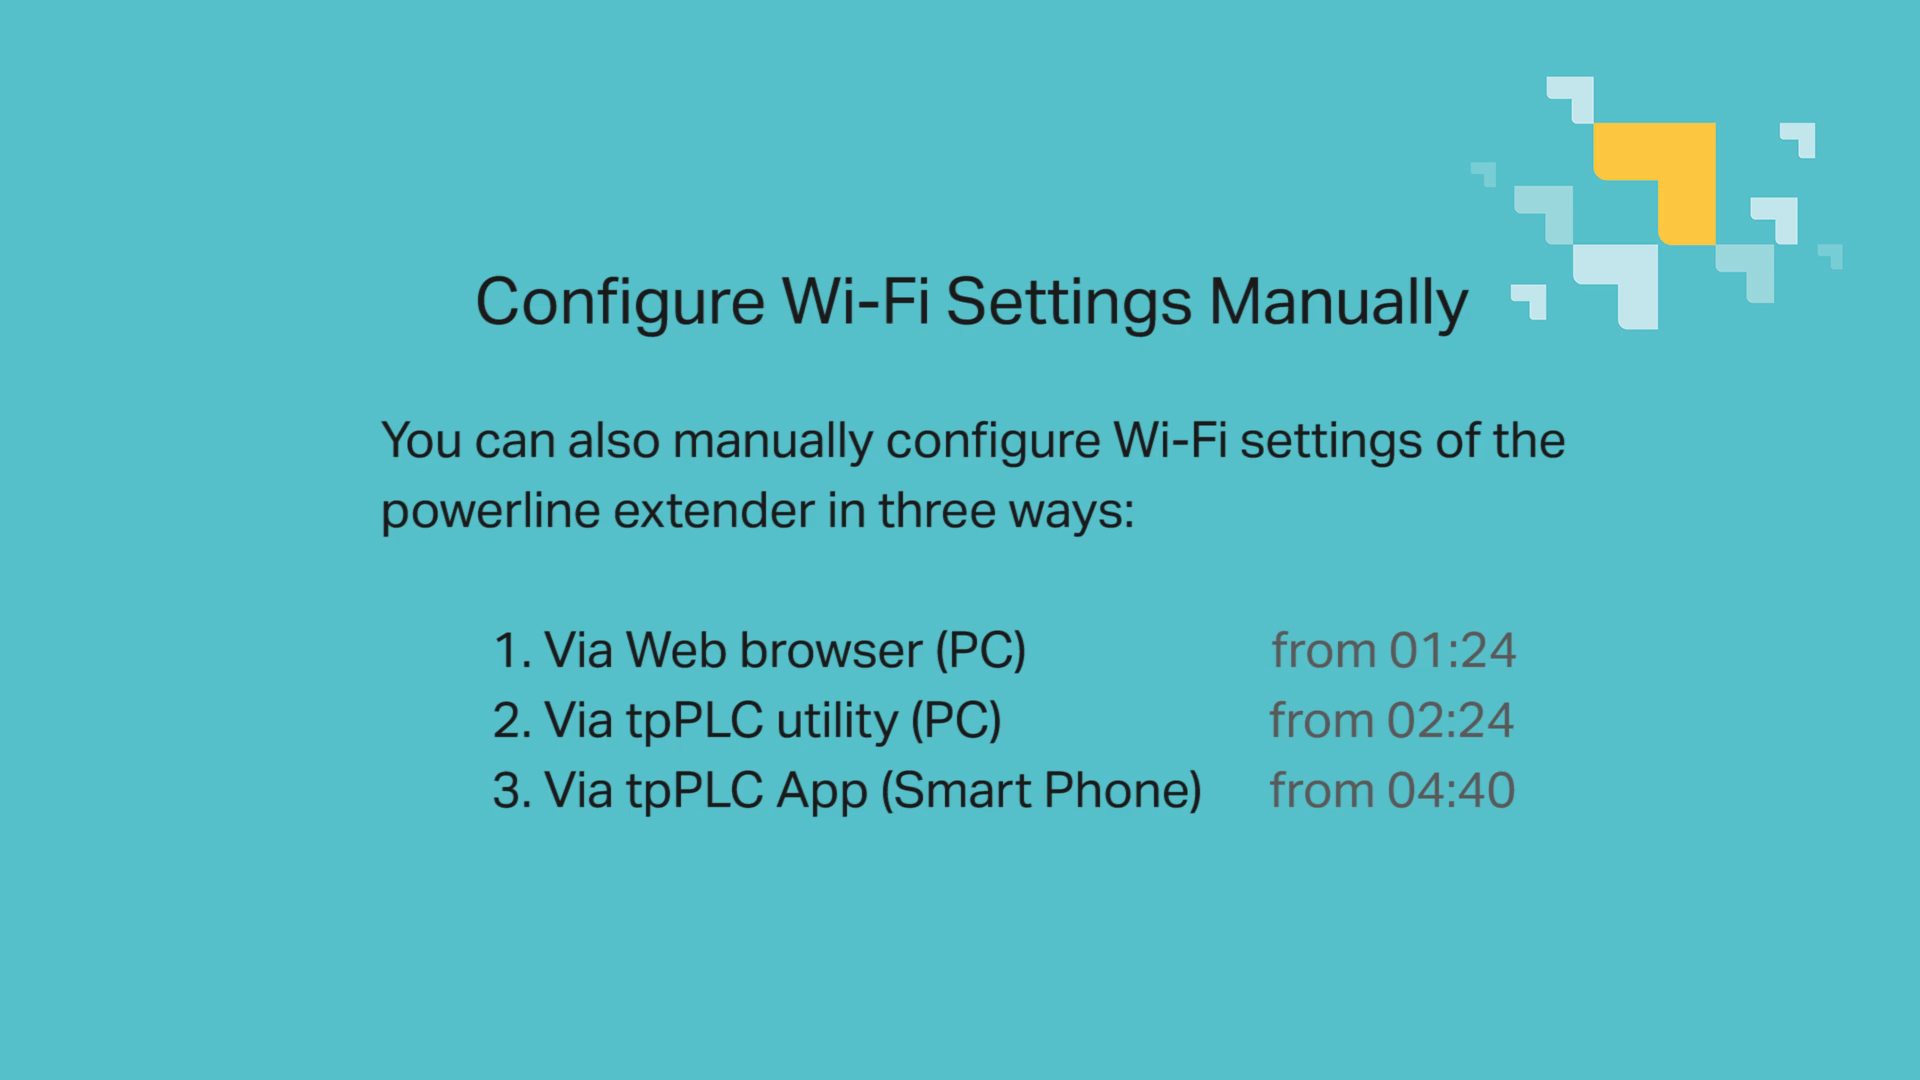 Configure Wi-Fi Settings Manually
You can also manually configure Wi-Fi settings of the
powerline extender in three ways:
1. Via Web browser (PC) from 01:24
2. Via tpPLC utility (PC) from 02:24
3. Via tpPLC App (Smart Phone) from 04:40